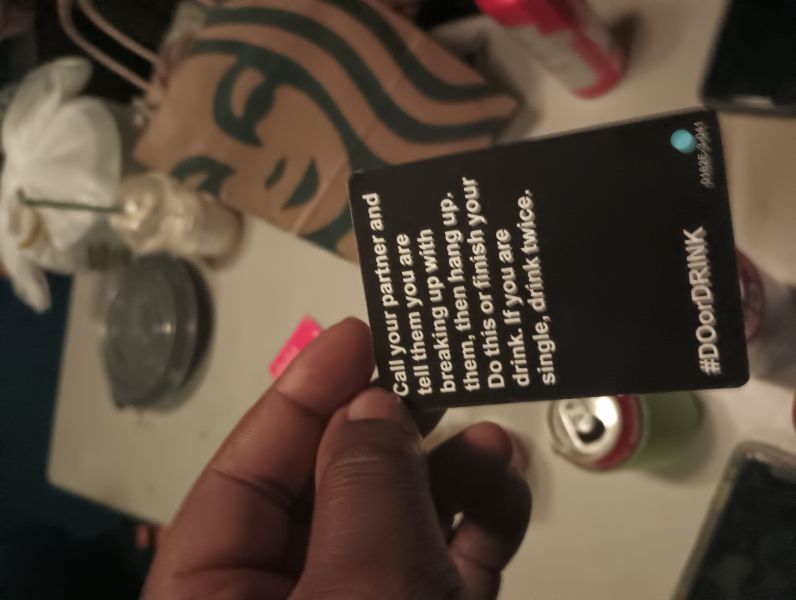 Call your partner and
tell them you are
breaking up with
them, then hang up.
Do this or finish your
drink. If you are
single, drink twice.
#DOorDRINK